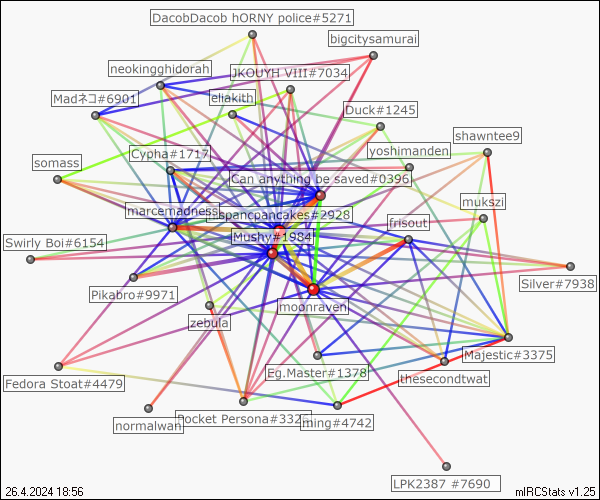 DacobDacob hORNY police#5271
bigcitysamurai
neokingghidorah
JKOUYH VIII#7034
Madネコ#6901
eliakith
Duck#1245
shawntee9
Cypha#1717
yoshimanden
somass
Can anything be saved#0396
mukszi
marcemadness
spancpancakes#2928
frisout
Mushy#1984
Swirly Boi#6154
Silver#7938
Pikabro#9971
moonraven
zebula
Majestic#3375
Eg.Master#1378
thesecondtwat
Fedora Stoat#4479
normalwan
Pocket Persona#332
ming#4742
LPK2387 #7690
26.4.2024 18:56
mIRCStats v1.25